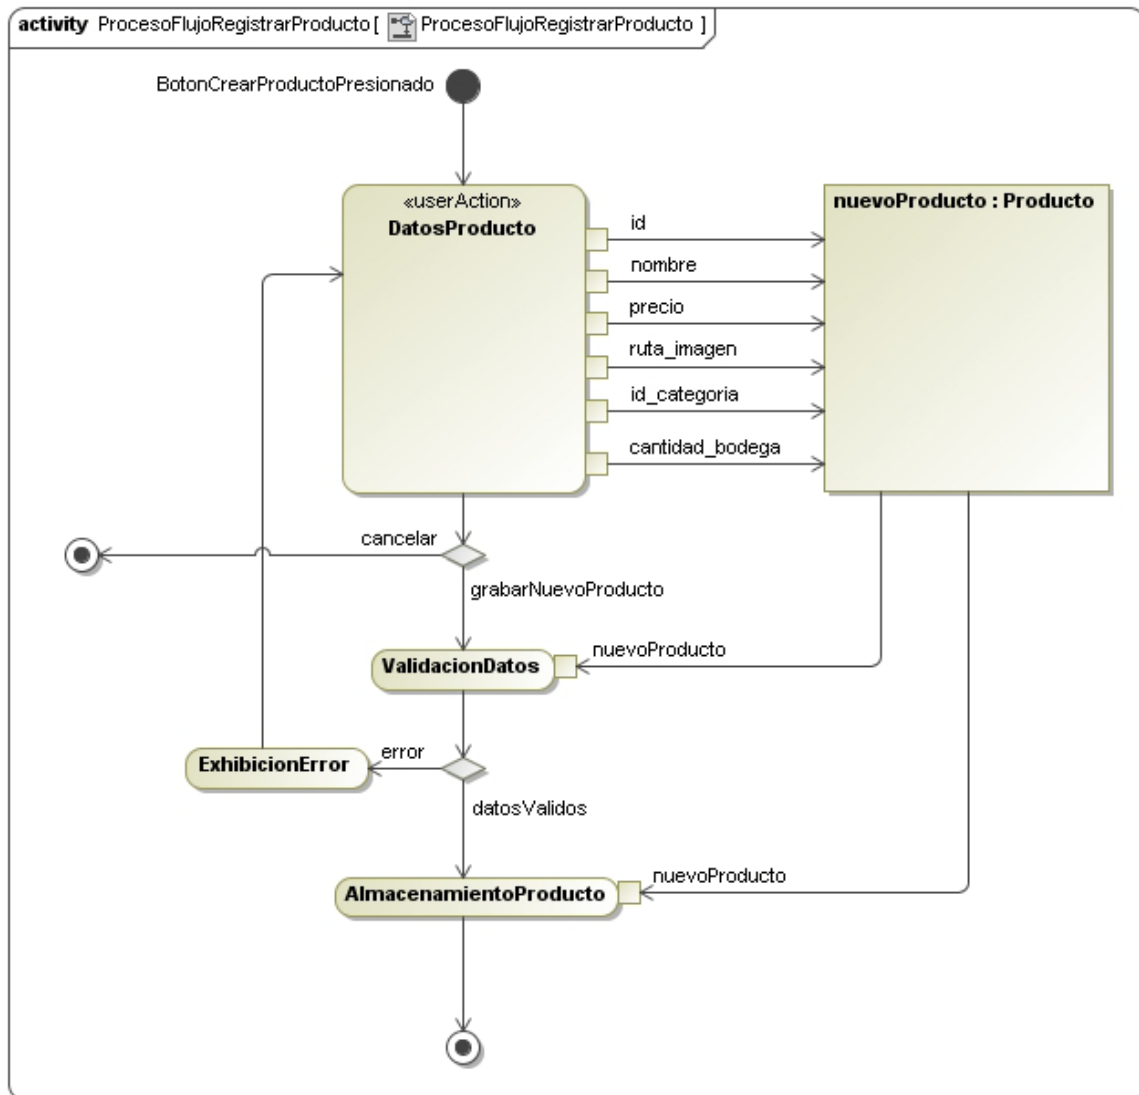 activity ProcesoFlujoRegistrarProducto [ ProcesoFlujoRegistrarProducto ]
BotonCrearProductoPresionado
«userAction»
DatosProducto
nuevoProducto : Producto
id
nombre
precio
ruta_imagen
id_categoria
cantidad_bodega
cancelar
grabarNuevoProducto
ValidacionDatos
nuevoProducto
ExhibicionError
error
datosValidos
AlmacenamientoProducto
nuevoProducto